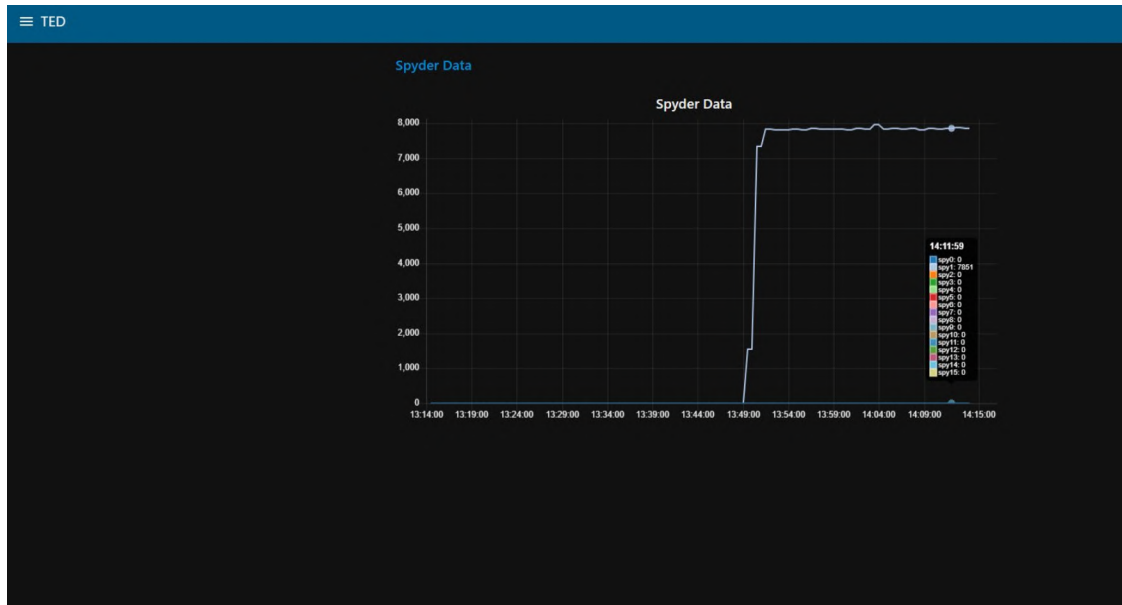 TED
Spyder Data
Spyder Data
8,000
7,000
6,000
5,000
4,000
3,000
2,000
1,000
0
13:14:00 13:19:00 13:24:00 13:29:00 13:34:00 13:39:00 13:44:00 13:49:00 13:54:00 13:59:00 14:04:00 14:09:00 14:15:00
14:11:59
spy0: 0
spy1: 7851
spy2: 0
spy3: 0
spy4: 0
spy5: 0
spy6: 0
spy7: 0
spy8: 0
spy9: 0
spy10: 0
spy11: 0
spy12: 0
spy13: 0
spy14: 0
spy15: 0